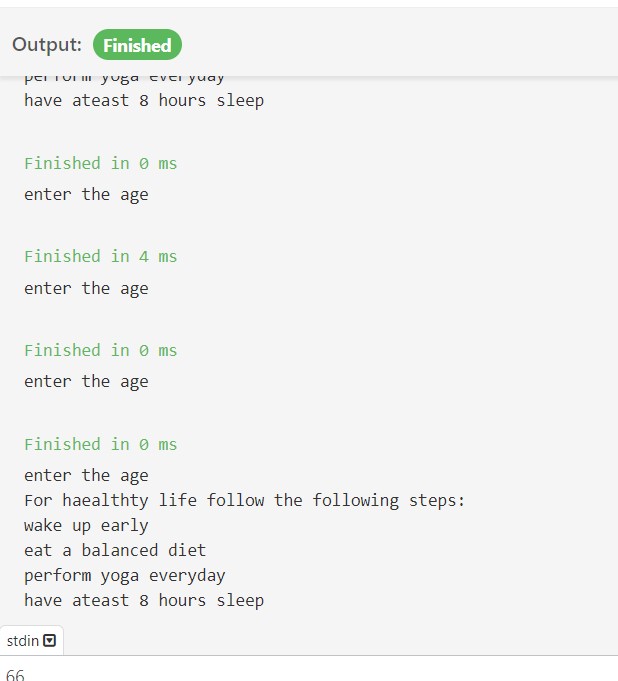 Output: Finished
perform yoga everyday
have ateast 8 hours sleep
Finished in 0 ms
enter the age
Finished in 4 ms
enter the age
Finished in 0 ms
enter the age
Finished in 0 ms
enter the age
For haealthty life follow the following steps:
wake up early
eat a balanced diet
perform yoga everyday
have ateast 8 hours sleep
stdin
66